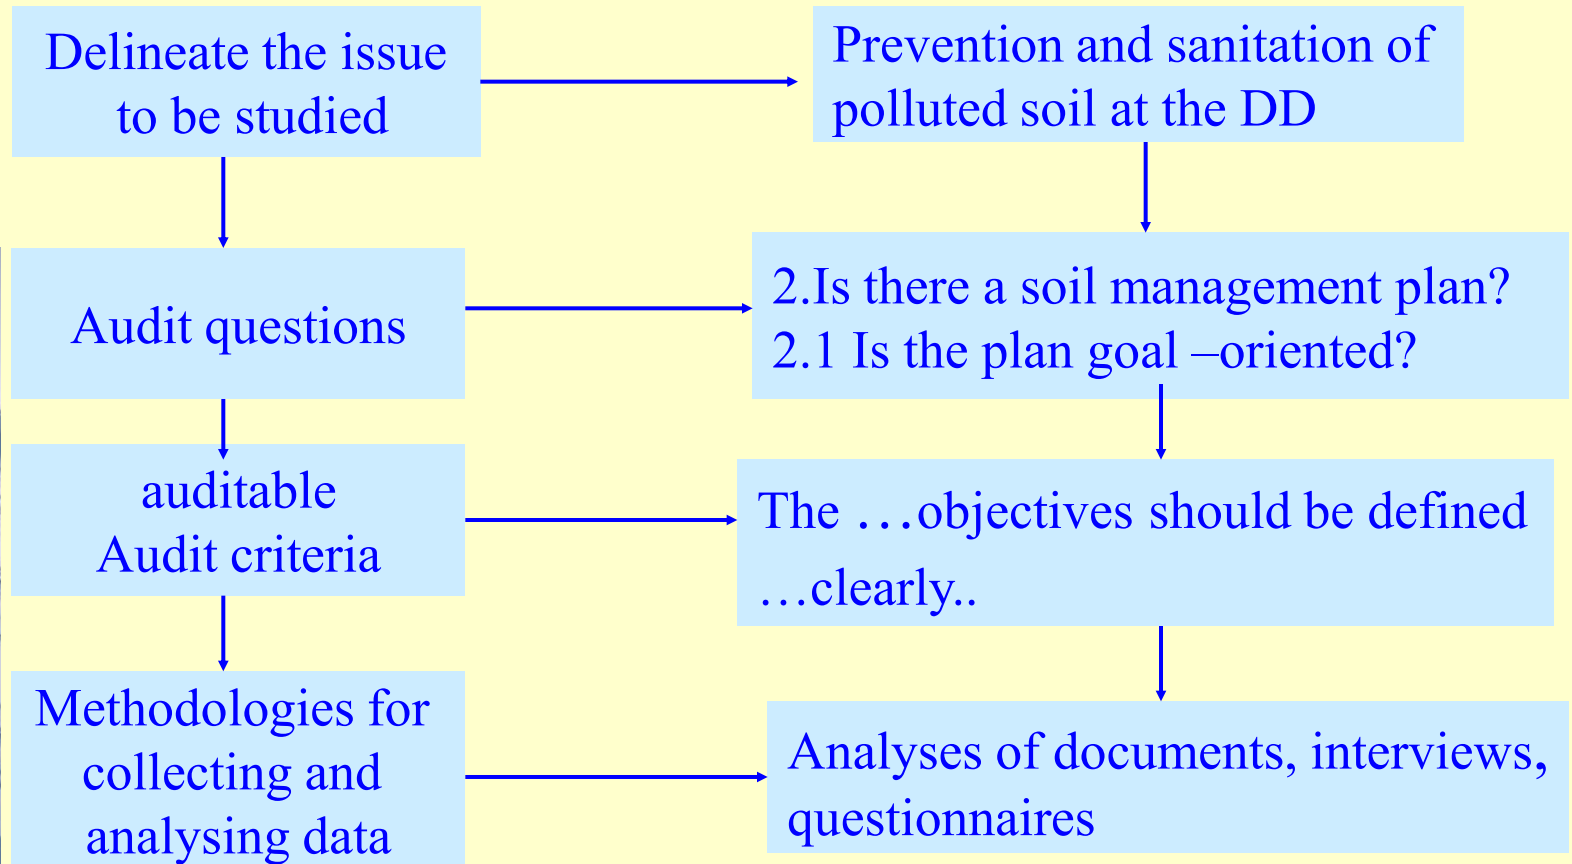 Delineate the issue
to be studied
Prevention and sanitation of
polluted soil at the DD
Audit questions
2.Is there a soil management plan?
2.1 Is the plan goal –oriented?
auditable
Audit criteria
The …objectives should be defined
…clearly..
Methodologies for
collecting and
analysing data
Analyses of documents, interviews,
questionnaires